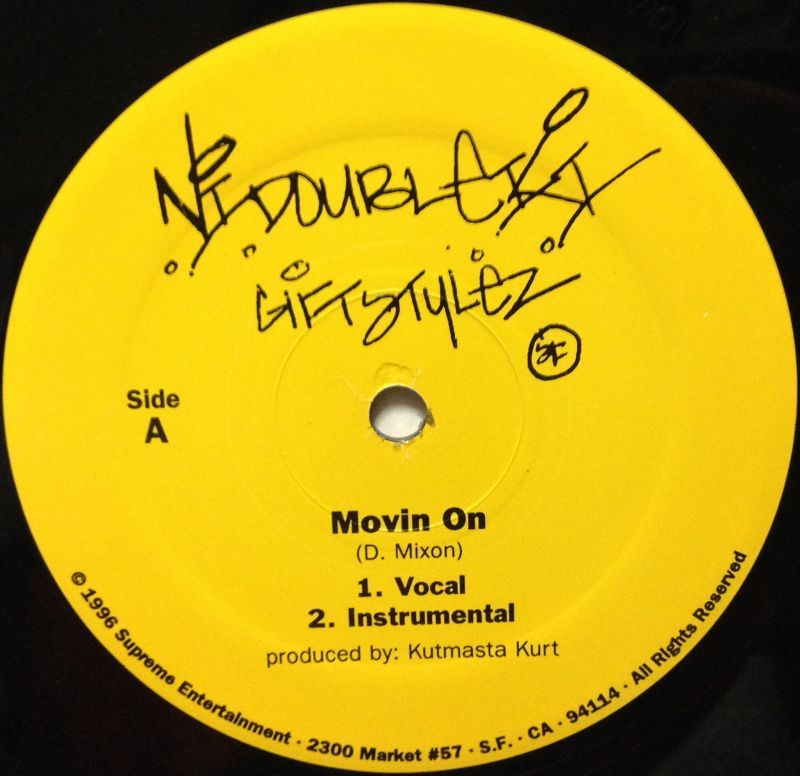 GIFTSTYLEZ
SF
Side
A
Movin On
(D. Mixon)
1. Vocal
2. Instrumental
produced by: Kutmasta Kurt
© 1996 Supreme Entertainment · 2300 Market #57 · S.F. · CA · 94114 · All Rights Reserved